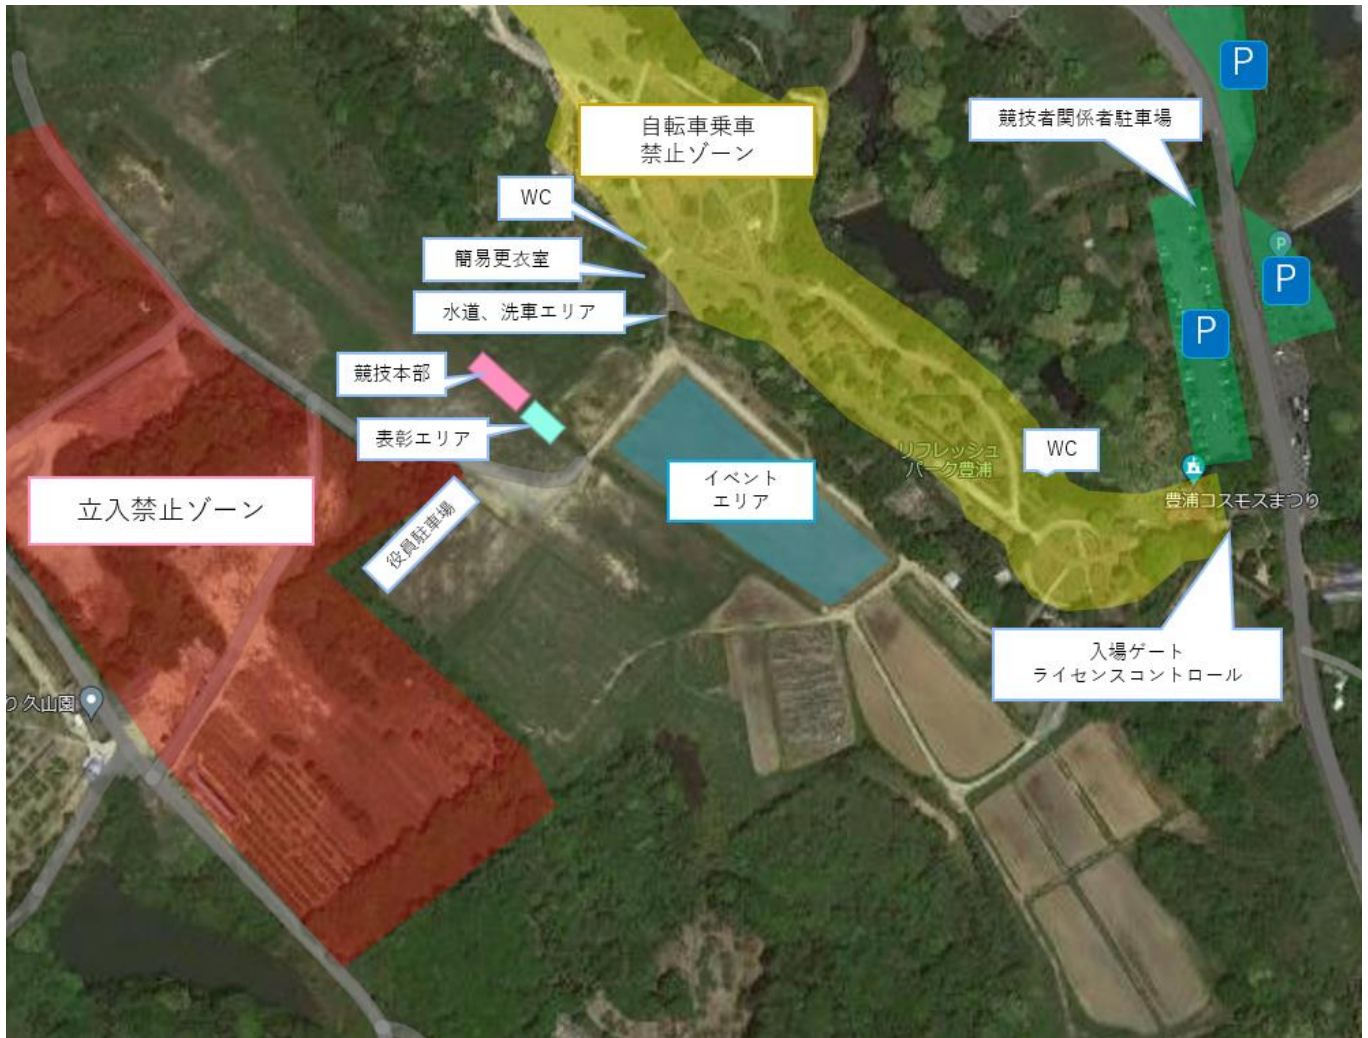 P
競技者関係者駐車場
自転車乗車
禁止ゾーン
WC
簡易更衣室
P
P
水道、洗車エリア
P
競技本部
表彰エリア
リフレッシュ
パーク豊浦
WC
イベント
エリア
豊浦コスモスまつり
立入禁止ゾーン
役員駐車場
入場ゲート
ライセンスコントロール
り久山園